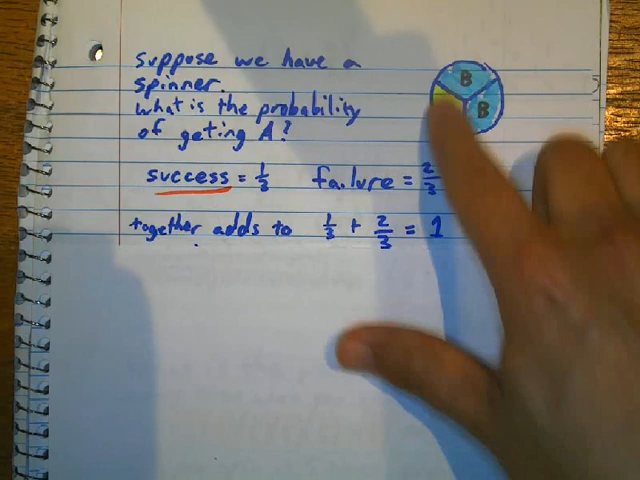 suppose we have a
spinner.
what is the probability
of geting A?
success = 1/3 failure = 2/3
together adds to 1/3 + 2/3 = 1
B
B